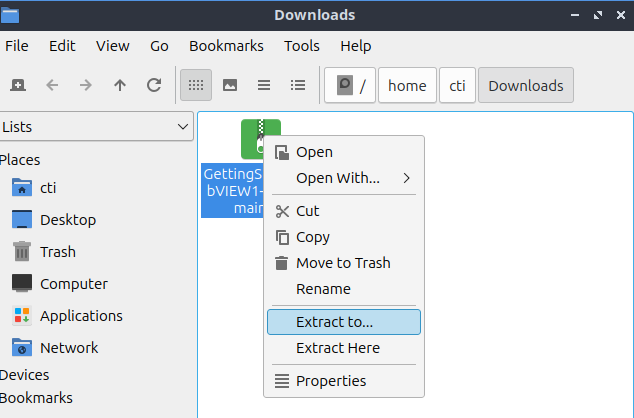 Downloads
File Edit View Go Bookmarks Tools Help
/ home cti Downloads
Lists
Places
cti
Desktop
Trash
Computer
Applications
Network
Devices
Bookmarks
GettingS
bVIEW1-
main
Open
Open With...
Cut
Copy
Move to Trash
Rename
Extract to...
Extract Here
Properties